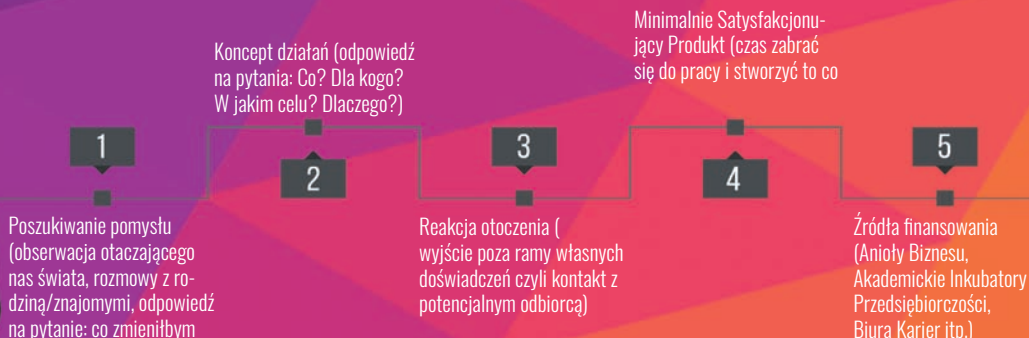 1
Poszukiwanie pomysłu
(obserwacja otaczającego
nas świata, rozmowy z ro-
dziną/znajomymi, odpowiedź
na pytanie: co zmieniłbym
Koncept działań (odpowiedź
na pytania: Co? Dla kogo?
W jakim celu? Dlaczego?)
2
3
Reakcja otoczenia (
wyjście poza ramy własnych
doświadczeń czyli kontakt z
potencjalnym odbiorcą)
Minimalnie Satysfakcjonu-
jący Produkt (czas zabrać
się do pracy i stworzyć to co
4
5
Źródła finansowania
(Anioły Biznesu,
Akademickie Inkubatory
Przedsiębiorczości,
Biura Karier itp.)